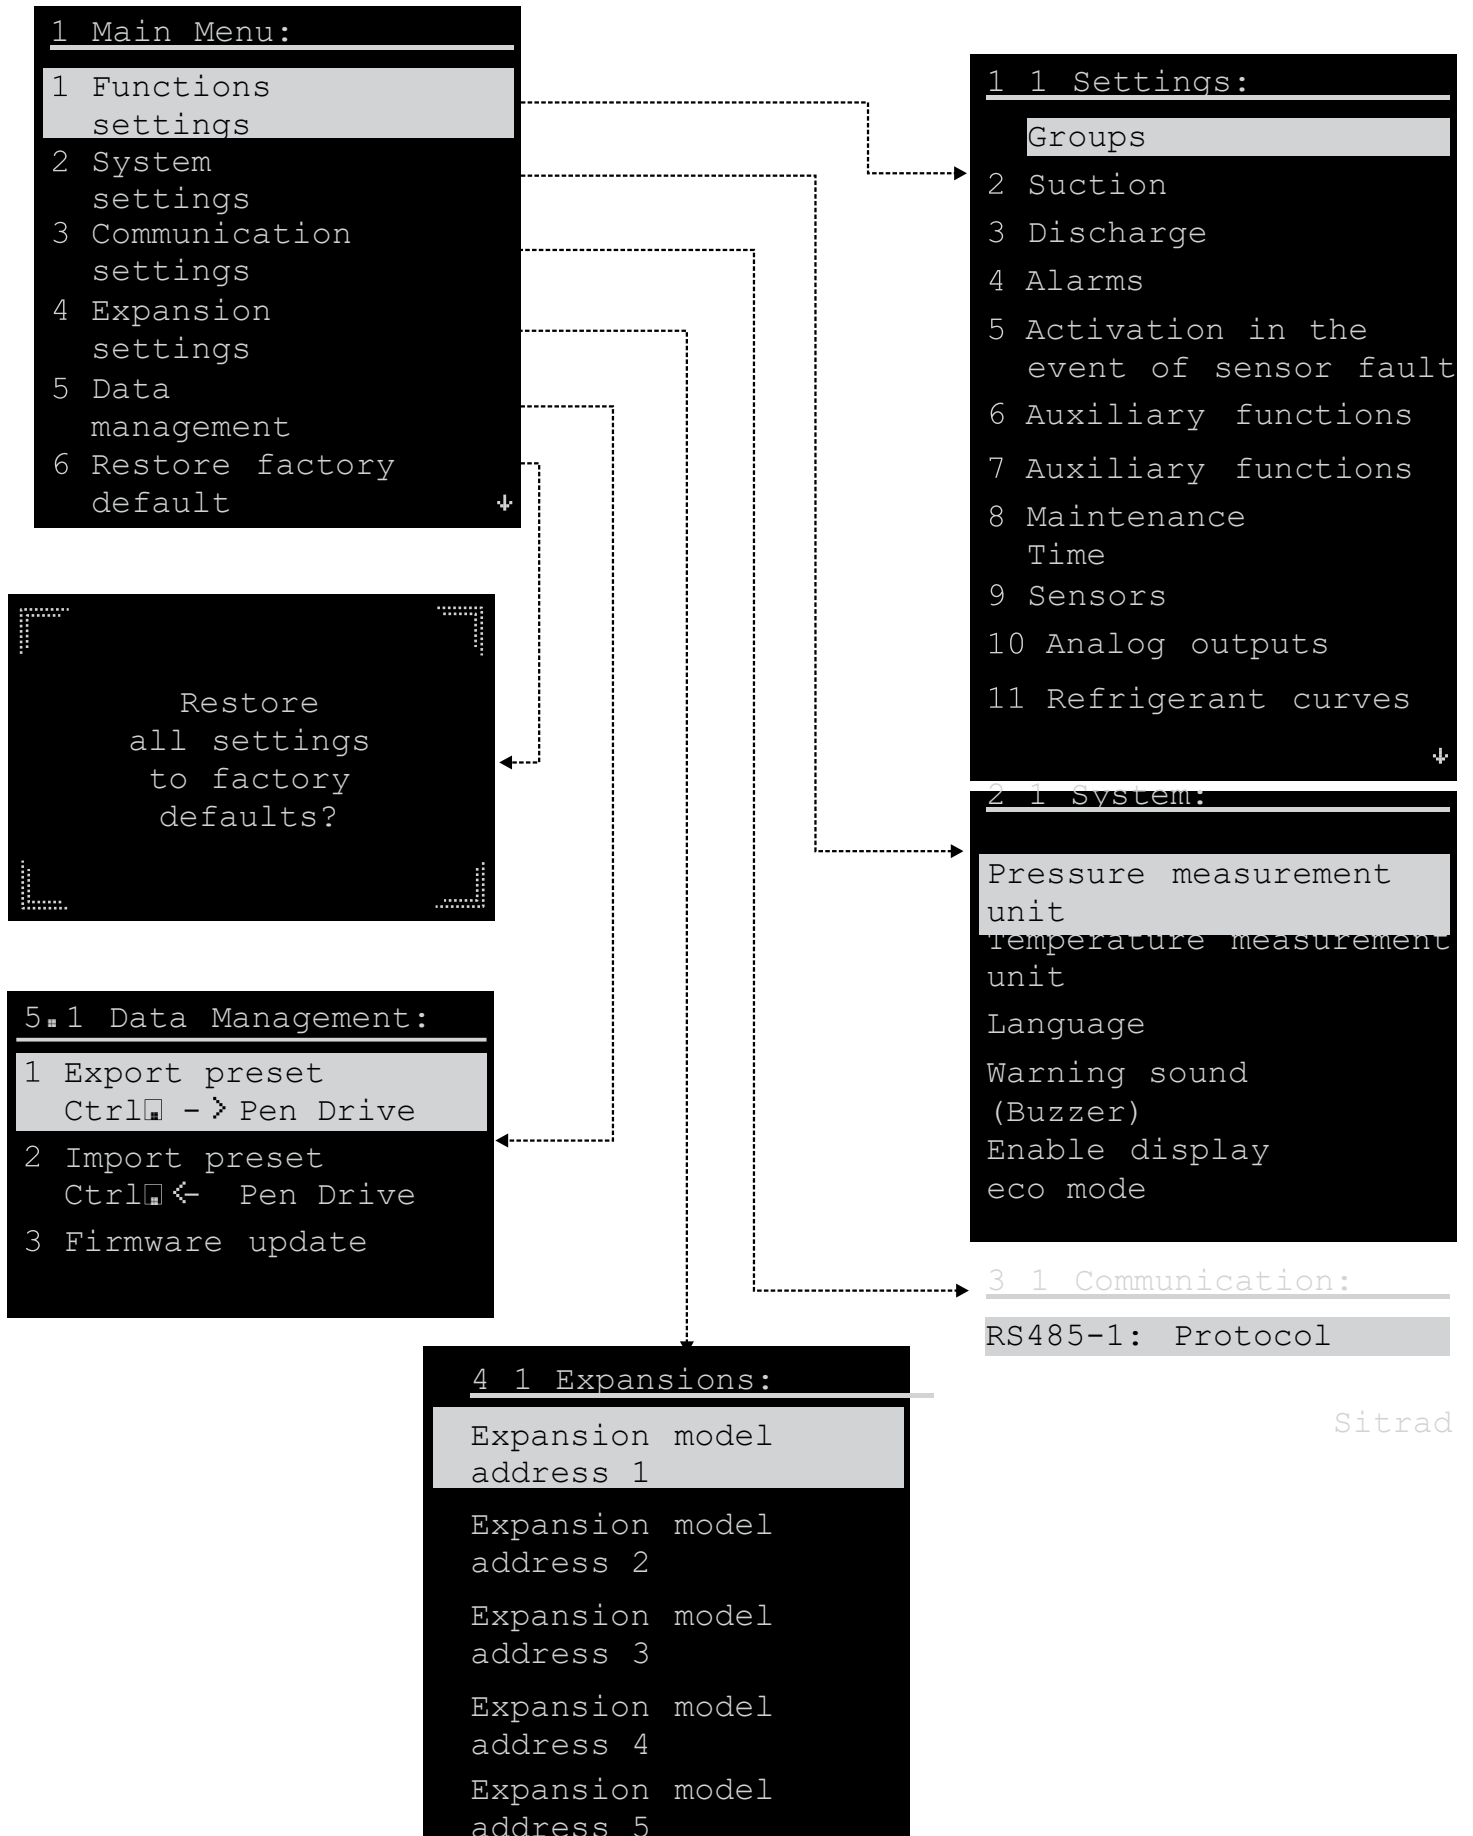 1 Main Menu:
1 Functions
settings
2 System
settings
3 Communication
settings
4 Expansion
settings
5 Data
management
6 Restore factory
default
Restore
all settings
to factory
defaults?
5.1 Data Management:
1 Export preset
Ctrl. -> Pen Drive
2 Import preset
Ctrl. <- Pen Drive
3 Firmware update
4 1 Expansions:
Expansion model
address 1
Expansion model
address 2
Expansion model
address 3
Expansion model
address 4
Expansion model
address 5
1 1 Settings:
Groups
2 Suction
3 Discharge
4 Alarms
5 Activation in the
event of sensor fault
6 Auxiliary functions
7 Auxiliary functions
8 Maintenance
Time
9 Sensors
10 Analog outputs
11 Refrigerant curves
2 1 System:
Pressure measurement
unit
Temperature measurement
unit
Language
Warning sound
(Buzzer)
Enable display
eco mode
3 1 Communication:
RS485-1: Protocol
Sitrad